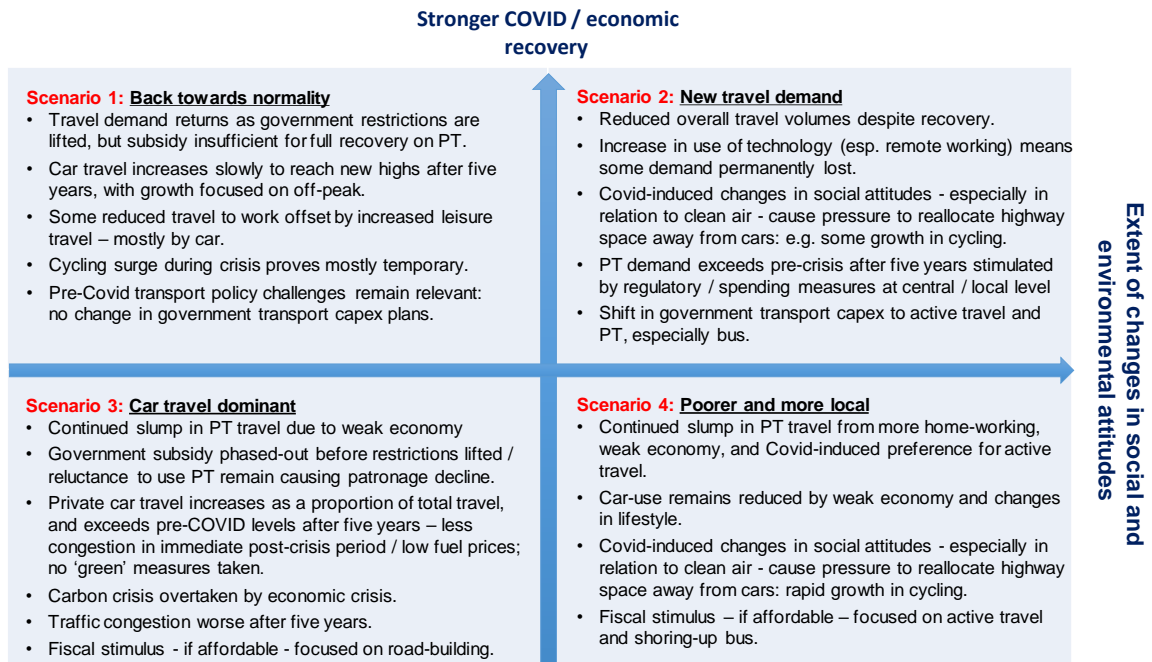 Stronger COVID / economic
recovery
Scenario 1: Back towards normality
• Travel demand returns as government restrictions are
lifted, but subsidy insufficient for full recovery on PT.
• Car travel increases slowly to reach new highs after five
years, with growth focused on off-peak.
• Some reduced travel to work offset by increased leisure
travel – mostly by car.
• Cycling surge during crisis proves mostly temporary.
• Pre-Covid transport policy challenges remain relevant:
no change in government transport capex plans.
Scenario 2: New travel demand
• Reduced overall travel volumes despite recovery.
• Increase in use of technology (esp. remote working) means
some demand permanently lost.
• Covid-induced changes in social attitudes - especially in
relation to clean air - cause pressure to reallocate highway
space away from cars: e.g. some growth in cycling.
• PT demand exceeds pre-crisis after five years stimulated
by regulatory / spending measures at central / local level
• Shift in government transport capex to active travel and
PT, especially bus.
Scenario 3: Car travel dominant
• Continued slump in PT travel due to weak economy
• Government subsidy phased-out before restrictions lifted /
reluctance to use PT remain causing patronage decline.
• Private car travel increases as a proportion of total travel,
and exceeds pre-COVID levels after five years – less
congestion in immediate post-crisis period / low fuel prices;
no ‘green’ measures taken.
• Carbon crisis overtaken by economic crisis.
• Traffic congestion worse after five years.
• Fiscal stimulus - if affordable - focused on road-building.
Scenario 4: Poorer and more local
• Continued slump in PT travel from more home-working,
weak economy, and Covid-induced preference for active
travel.
• Car-use remains reduced by weak economy and changes
in lifestyle.
• Covid-induced changes in social attitudes - especially in
relation to clean air - cause pressure to reallocate highway
space away from cars: rapid growth in cycling.
• Fiscal stimulus – if affordable – focused on active travel
and shoring-up bus.
Extent of changes in social and
environmental attitudes